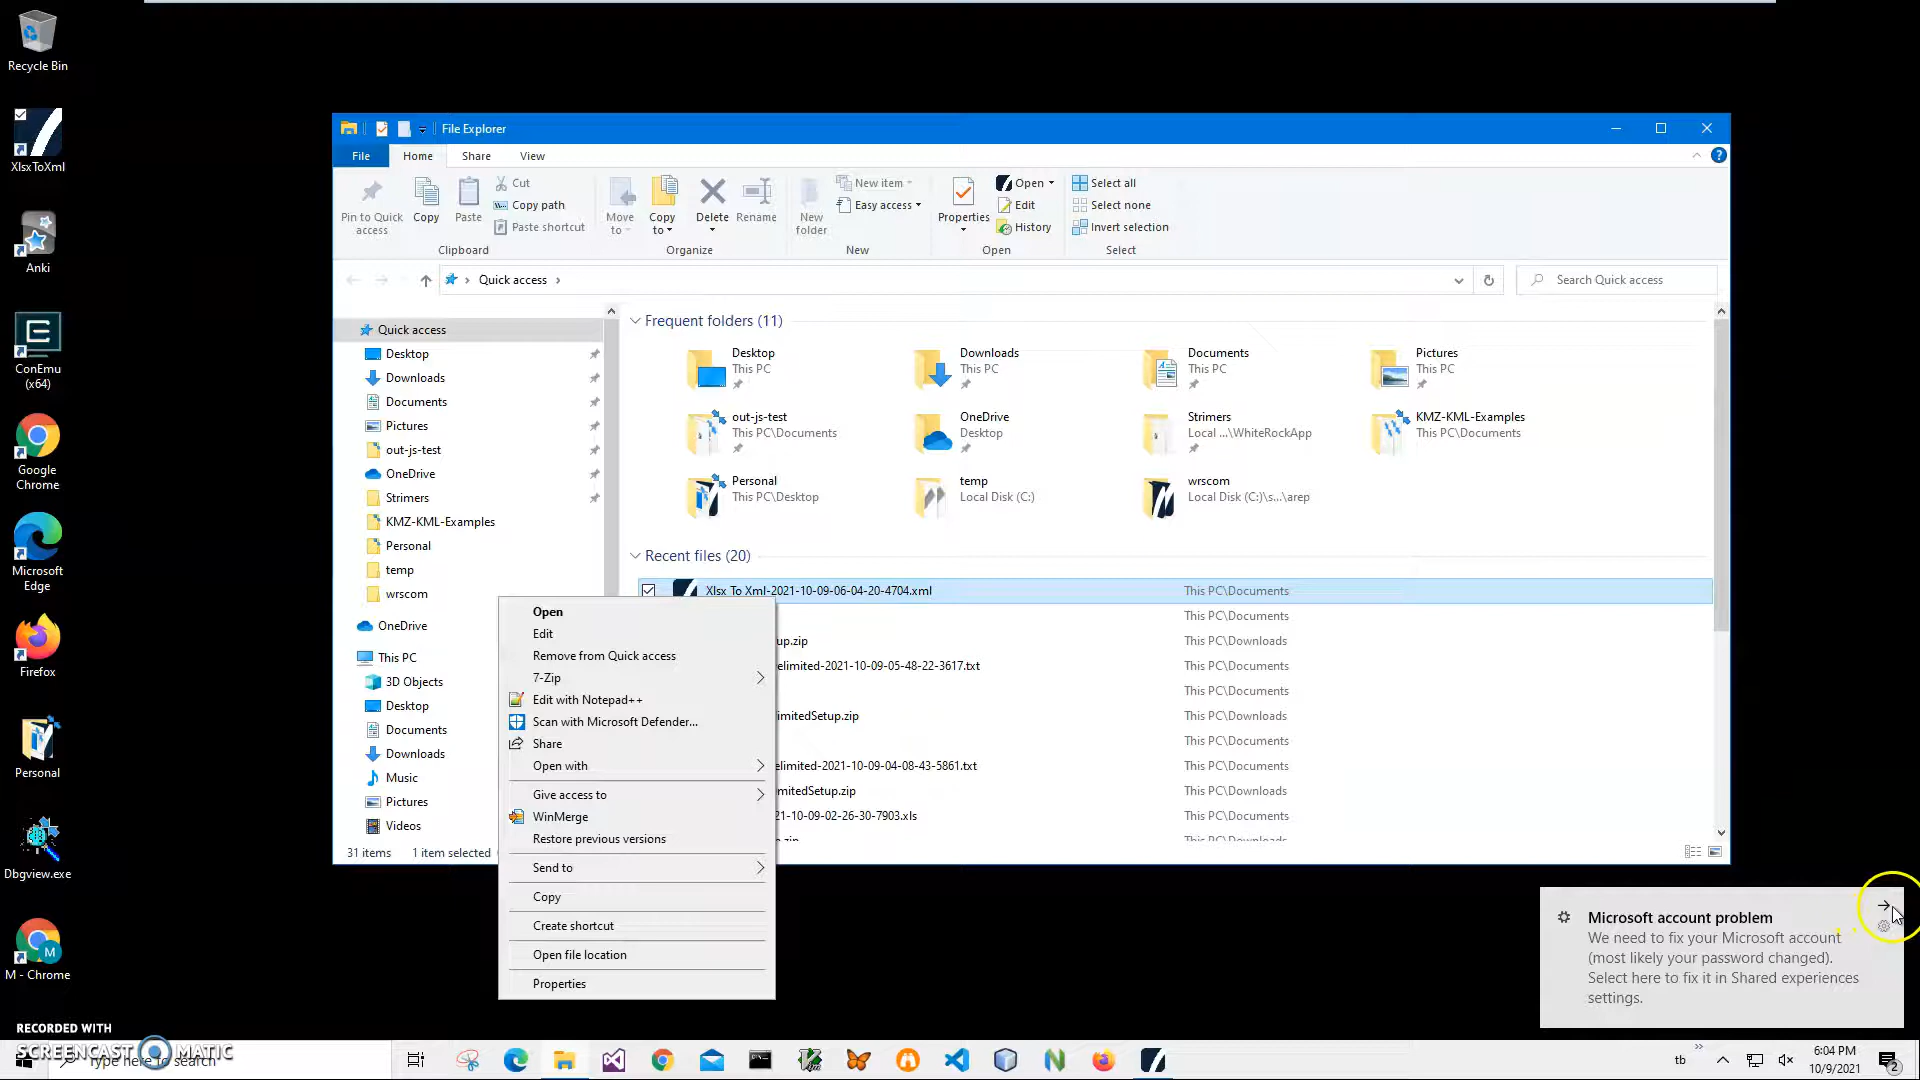 Recycle Bin
XlsxToXml
Anki
ConEmu
(x64)
Google
Chrome
Microsoft
Edge
Firefox
Personal
Dbgview.exe
M - Chrome
File Explorer
File Home Share View
Pin to Quick
access
Copy
Paste
Cut
Copy path
Paste shortcut
Clipboard
Move
to
Copy
to
Delete
Rename
Organize
New
folder
New item
Easy access
New
Properties
Open
Edit
History
Open
Select all
Select none
Invert selection
Select
Quick access
Search Quick access
Quick access
Desktop
Downloads
Documents
Pictures
out-js-test
OneDrive
Strimers
KMZ-KML-Examples
Personal
temp
wrscom
OneDrive
This PC
3D Objects
Desktop
Documents
Downloads
Music
Pictures
Videos
31 items 1 item selected
Frequent folders (11)
Desktop
This PC
Downloads
This PC
Documents
This PC
Pictures
This PC
out-js-test
This PC\Documents
OneDrive
Desktop
Strimers
Local ...\WhiteRockApp
KMZ-KML-Examples
This PC\Documents
Personal
This PC\Desktop
temp
Local Disk (C:)
wrscom
Local Disk (C:)\s...\arep
Recent files (20)
Xlsx To Xml-2021-10-09-06-04-20-4704.xml This PC\Documents
This PC\Documents
up.zip This PC\Downloads
elimited-2021-10-09-05-48-22-3617.txt This PC\Documents
This PC\Documents
imitedSetup.zip This PC\Downloads
This PC\Documents
elimited-2021-10-09-04-08-43-5861.txt This PC\Documents
mitedSetup.zip This PC\Downloads
21-10-09-02-26-30-7903.xls This PC\Documents
Open
Edit
Remove from Quick access
7-Zip
Edit with Notepad++
Scan with Microsoft Defender...
Share
Open with
Give access to
WinMerge
Restore previous versions
Send to
Copy
Create shortcut
Open file location
Properties
Microsoft account problem
We need to fix your Microsoft account
(most likely your password changed).
Select here to fix it in Shared experiences
settings.
RECORDED WITH
SCREENCAST MATIC
Type here to search
tb
6:04 PM
10/9/2021
2